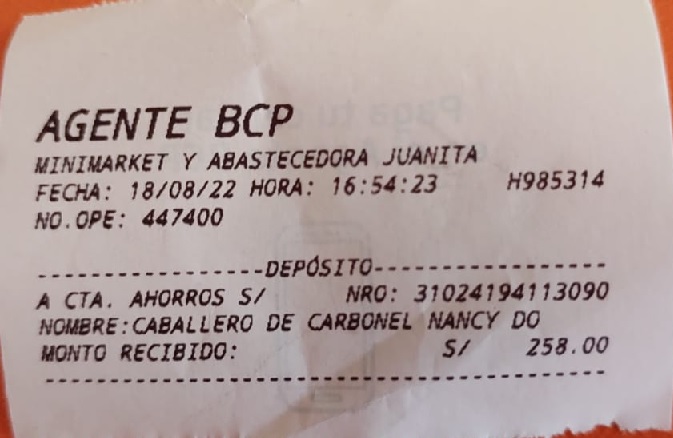 AGENTE BCP
MINIMARKET Y ABASTECEDORA JUANITA
FECHA: 18/08/22 HORA: 16:54:23 H985314
NO.OPE: 447400
-----------------DEPÓSITO-----------------
A CTA. AHORROS S/ NRO: 31024194113090
NOMBRE:CABALLERO DE CARBONEL NANCY DO
MONTO RECIBIDO: S/ 258.00
------------------------------------------